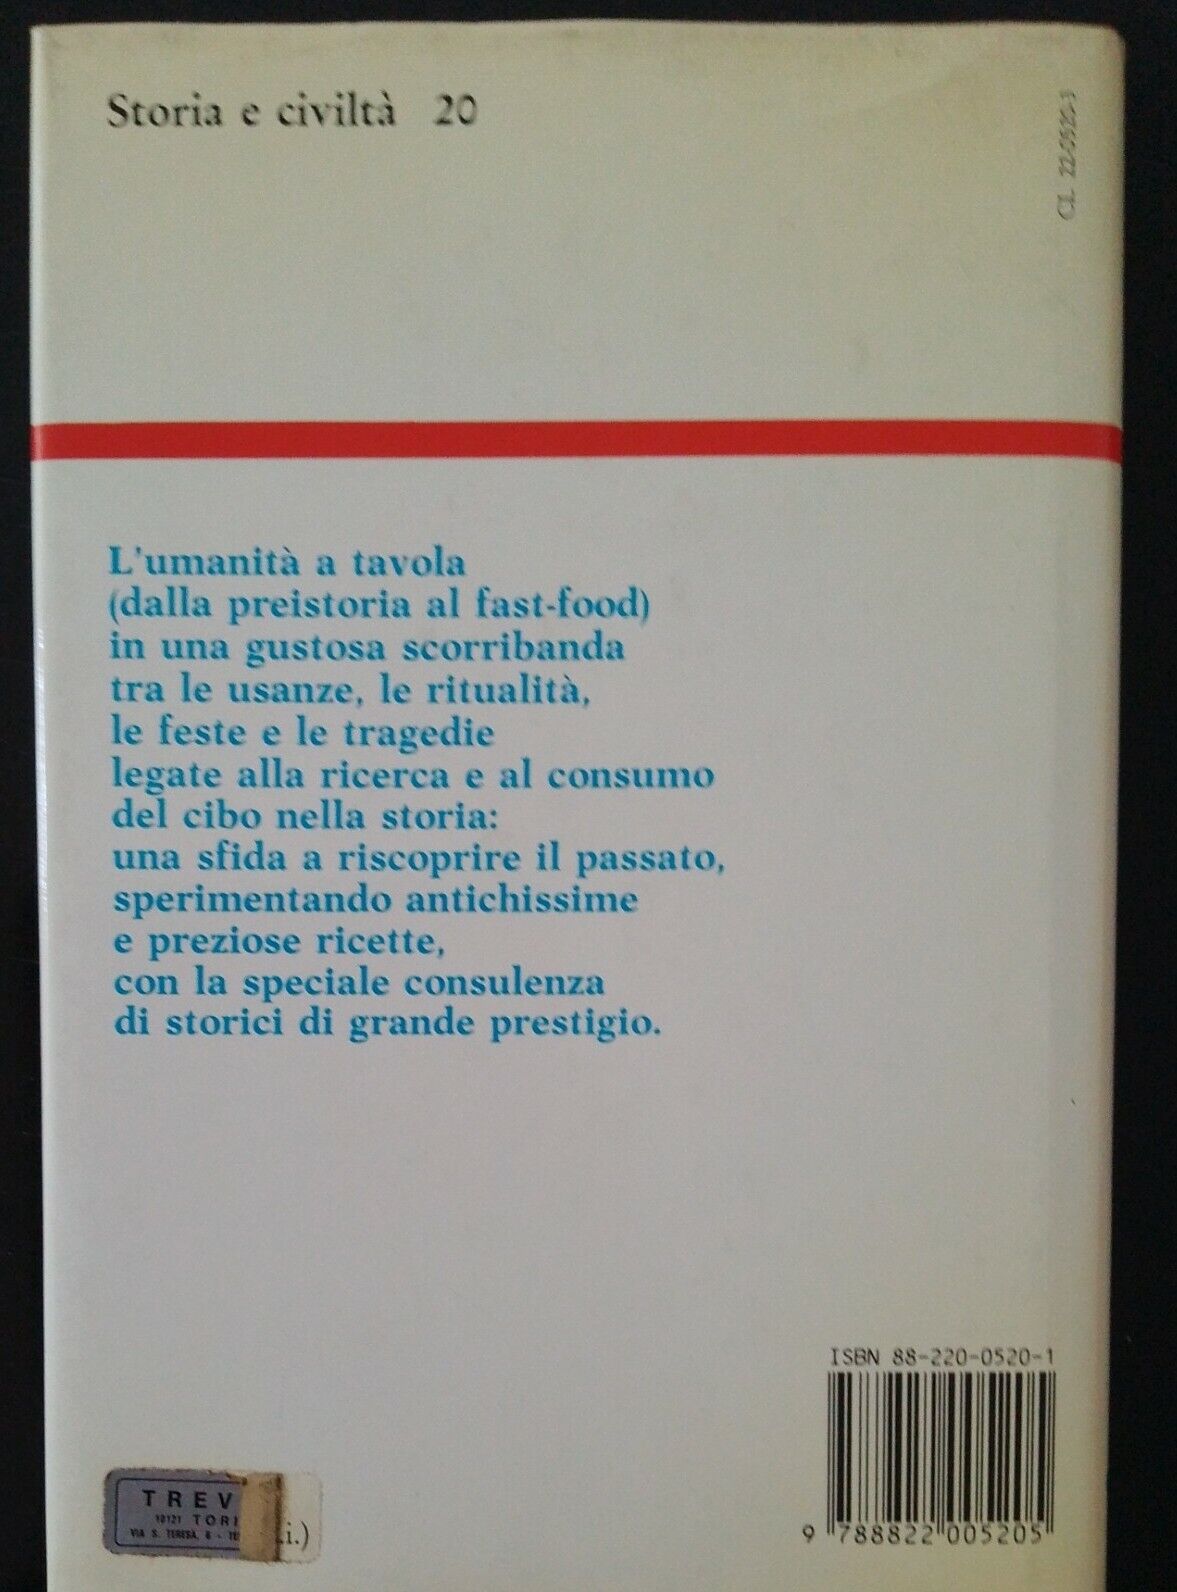 Storia e civiltà 20
CL 22-0520-1
L'umanità a tavola
(dalla preistoria al fast-food)
in una gustosa scorribanda
tra le usanze, le ritualità,
le feste e le tragedie
legate alla ricerca e al consumo
del cibo nella storia:
una sfida a riscoprire il passato,
sperimentando antichissime
e preziose ricette,
con la speciale consulenza
di storici di grande prestigio.
ISBN 88-220-0520-1
9 788822 005205
TREV
10121 TORI
VIA S. TERESA, 6 - TE
.i.)